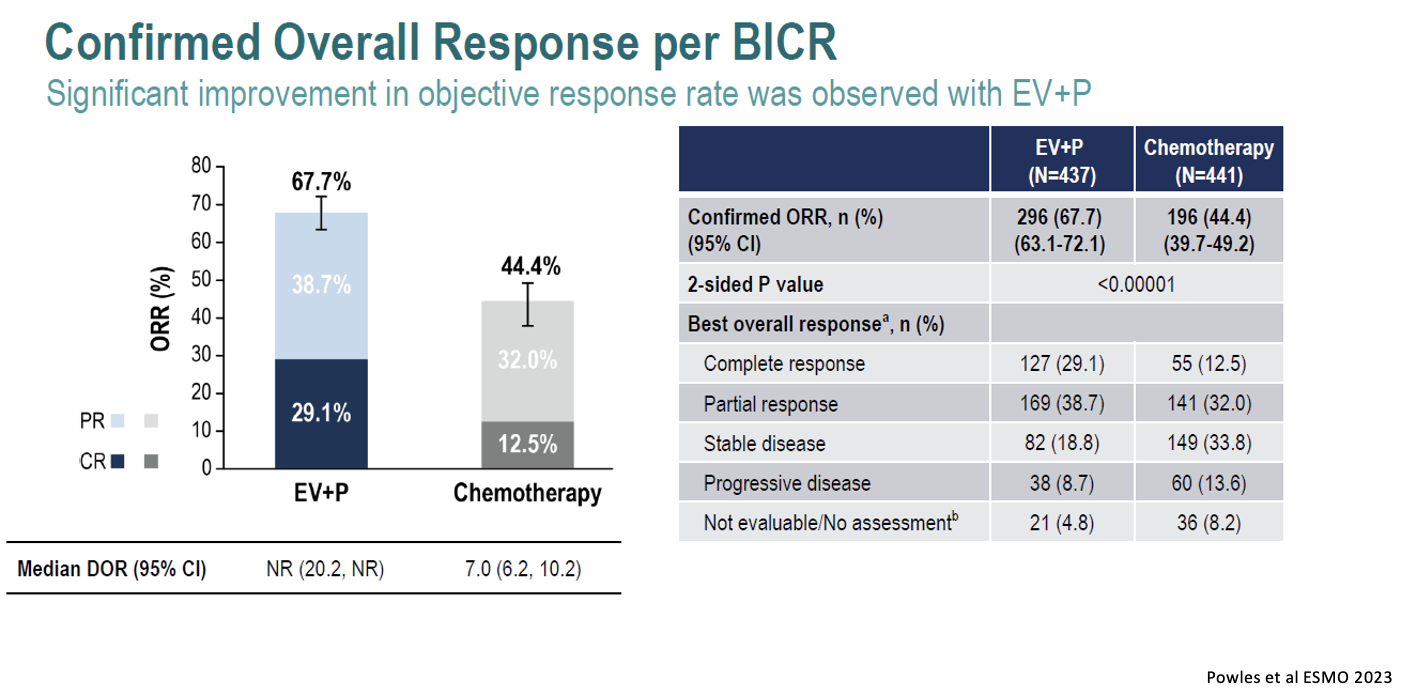 Confirmed Overall Response per BICR
Significant improvement in objective response rate was observed with EV+P
80
70
60
50
40
30
20
10
0
ORR (%)
67.7%
38.7%
29.1%
44.4%
32.0%
12.5%
PR
CR
EV+P
Chemotherapy
Median DOR (95% CI) NR (20.2, NR) 7.0 (6.2, 10.2)
EV+P
(N=437)
Chemotherapy
(N=441)
Confirmed ORR, n (%)
(95% CI)
296 (67.7)
(63.1-72.1)
196 (44.4)
(39.7-49.2)
2-sided P value <0.00001
Best overall responseᵃ, n (%)
Complete response 127 (29.1) 55 (12.5)
Partial response 169 (38.7) 141 (32.0)
Stable disease 82 (18.8) 149 (33.8)
Progressive disease 38 (8.7) 60 (13.6)
Not evaluable/No assessmentᵇ 21 (4.8) 36 (8.2)
Powles et al ESMO 2023